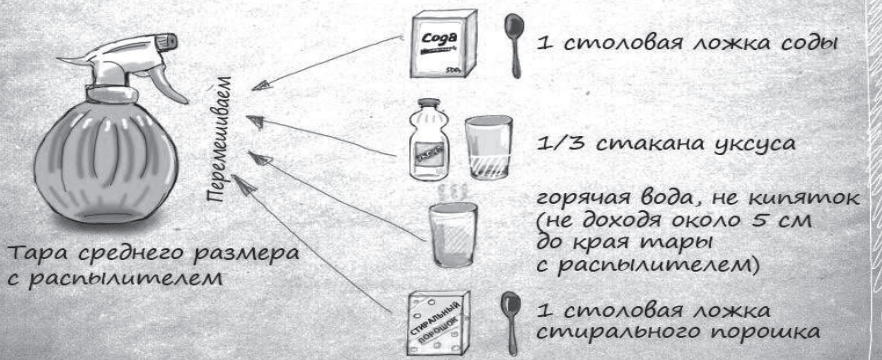 Сода
500г
1 столовая ложка соды
Перемешиваем
1/3 стакана уксуса
горячая вода, не кипяток
(не доходя около 5 см
до края тары
с распылителем)
Тара среднего размера
с распылителем
СТИРАЛЬНЫЙ
ПОРОШОК
1 столовая ложка
стирального порошка